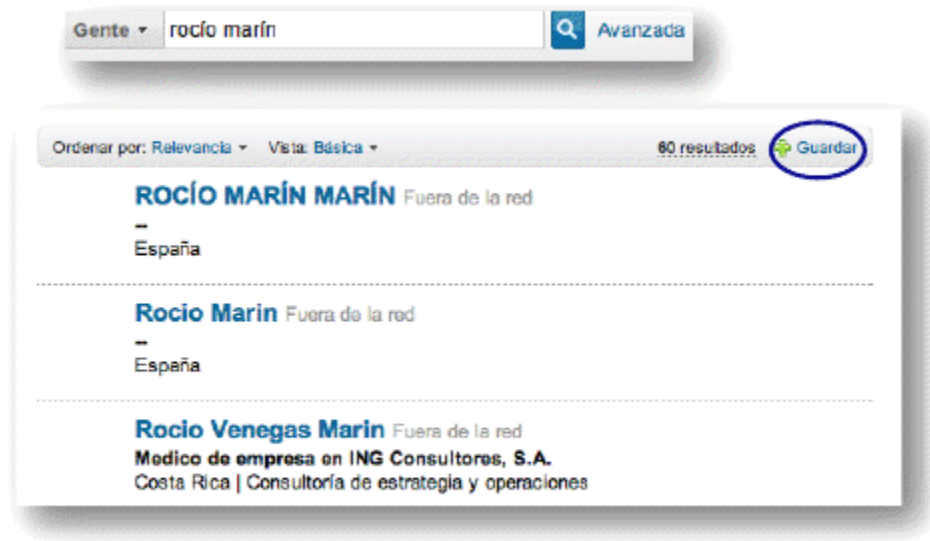 Gente rocío marín Avanzada
Ordenar por: Relevancia Vista: Básica 60 resultados Guardar
ROCÍO MARÍN MARÍN Fuera de la red
--
España
Rocio Marin Fuera de la red
--
España
Rocio Venegas Marin Fuera de la red
Medico de empresa en ING Consultores, S.A.
Costa Rica | Consultoría de estrategia y operaciones